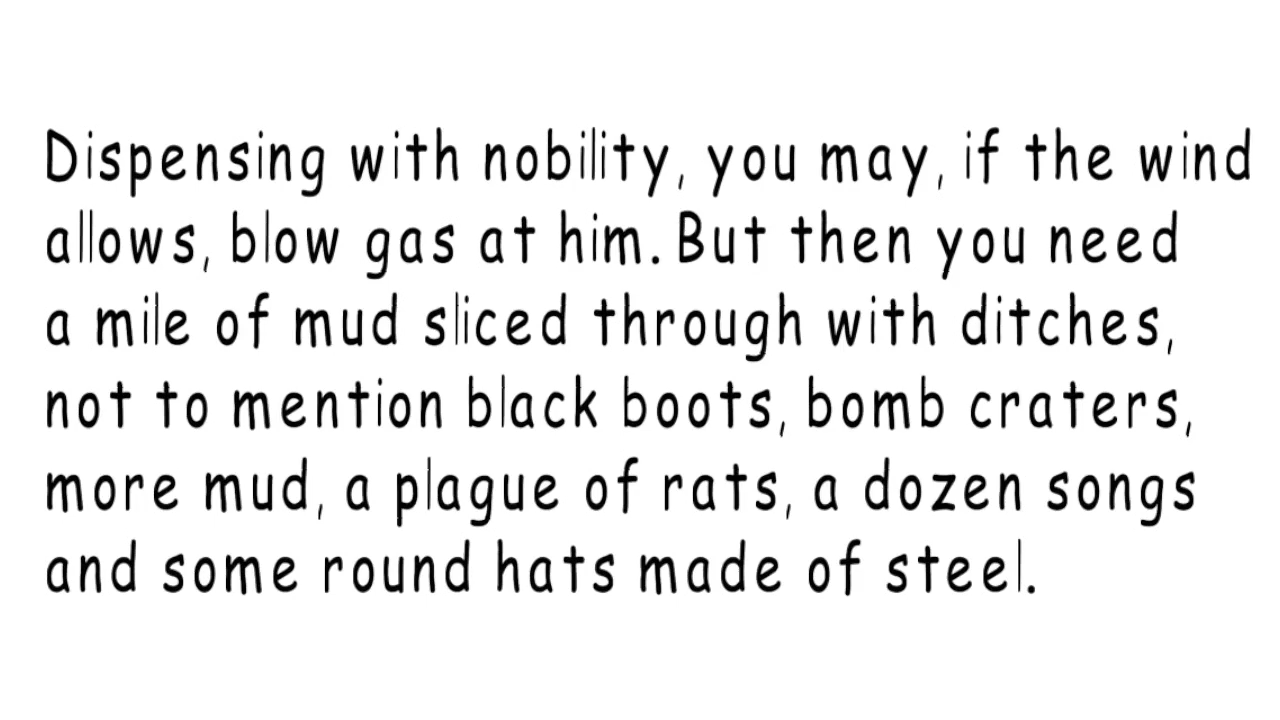 Dispensing with nobility, you may, if the wind
allows, blow gas at him. But then you need
a mile of mud sliced through with ditches,
not to mention black boots, bomb craters,
more mud, a plague of rats, a dozen songs
and some round hats made of steel.